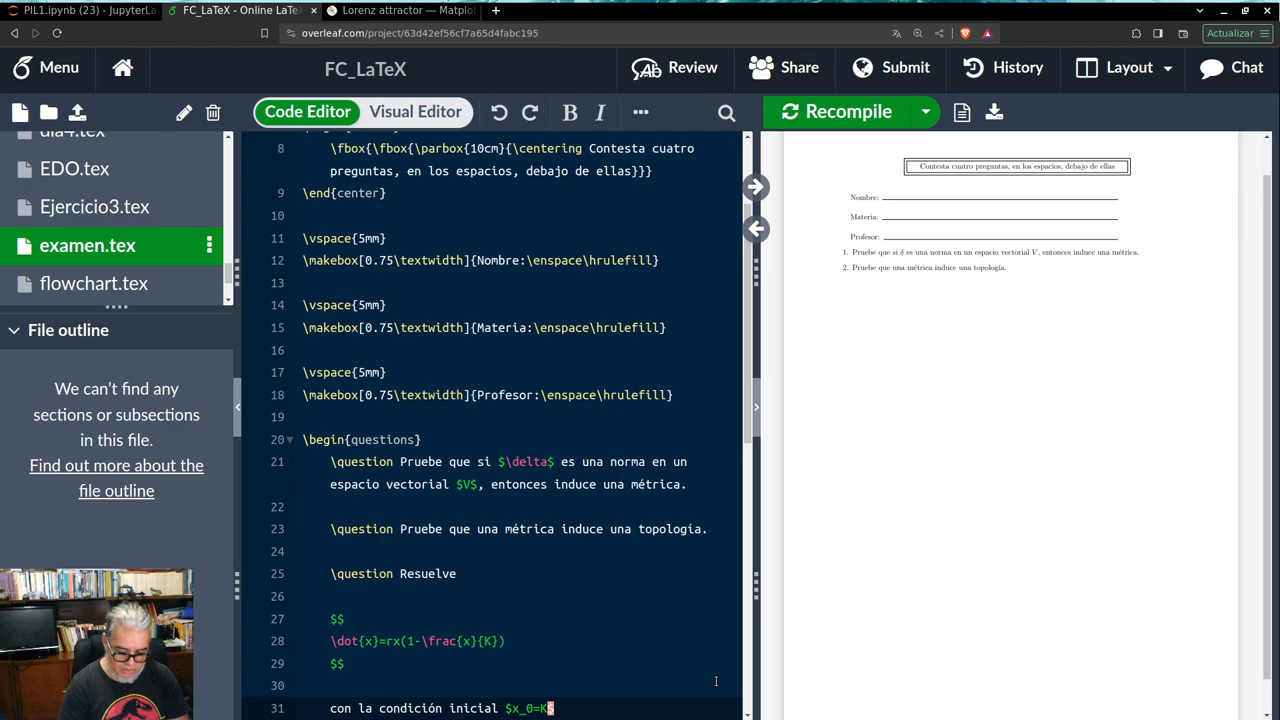 PIL1.ipynb (23) - JupyterLa
FC_LaTeX - Online LaTe
Lorenz attractor — Matplot
overleaf.com/project/63d42ef56cf7a65d4fabc195
Actualizar
Menu
FC_LaTeX
Review
Share
Submit
History
Layout
Chat
Code Editor
Visual Editor
Recompile
dia4.tex
EDO.tex
ejercicio3.tex
examen.tex
flowchart.tex
File outline
We can't find any
sections or subsections
in this file.
Find out more about the
file outline
8 \fbox{\fbox{\parbox{10cm}{\centering Contesta cuatro
preguntas, en los espacios, debajo de ellas}}}
9 \end{center}
10
11 \vspace{5mm}
12 \makebox[0.75\textwidth]{Nombre:\enspace\hrulefill}
13
14 \vspace{5mm}
15 \makebox[0.75\textwidth]{Materia:\enspace\hrulefill}
16
17 \vspace{5mm}
18 \makebox[0.75\textwidth]{Profesor:\enspace\hrulefill}
19
20 \begin{questions}
21 \question Pruebe que si $\delta$ es una norma en un
espacio vectorial $V$, entonces induce una métrica.
22
23 \question Pruebe que una métrica induce una topología.
24
25 \question Resuelve
26
27 $$
28 \dot{x}=rx(1-\frac{x}{K})
29 $$
30
31 con la condición inicial $x_0=K$
Contesta cuatro preguntas, en los espacios, debajo de ellas
Nombre:
Materia:
Profesor:
1. Pruebe que si δ es una norma en un espacio vectorial V, entonces induce una métrica.
2. Pruebe que una métrica induce una topología.